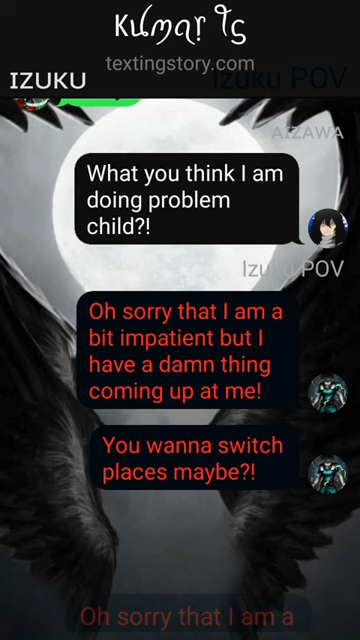 Kumar Ts
textingstory.com
IZUKU
Izuku POV
AIZAWA
What you think I am
doing problem
child?!
Izuku POV
Oh sorry that I am a
bit impatient but I
have a damn thing
coming up at me!
You wanna switch
places maybe?!
Oh sorry that I am a